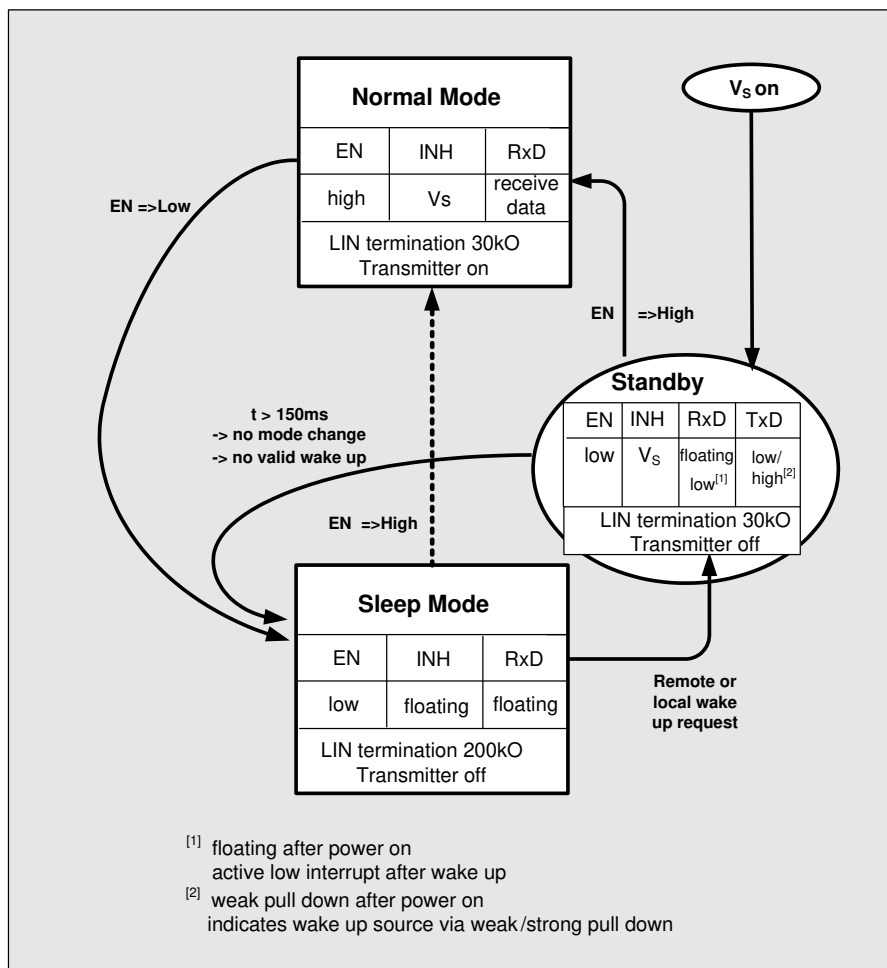 Normal Mode
EN INH RxD
high Vs receive data
LIN termination 30kO
Transmitter on
VS on
EN =>Low
EN =>High
t > 150ms
-> no mode change
-> no valid wake up
EN =>High
Standby
EN INH RxD TxD
low VS floating low[1] low/ high[2]
LIN termination 30kO
Transmitter off
Sleep Mode
EN INH RxD
low floating floating
LIN termination 200kO
Transmitter off
Remote or
local wake
up request
[1] floating after power on
active low interrupt after wake up
[2] weak pull down after power on
indicates wake up source via weak/strong pull down